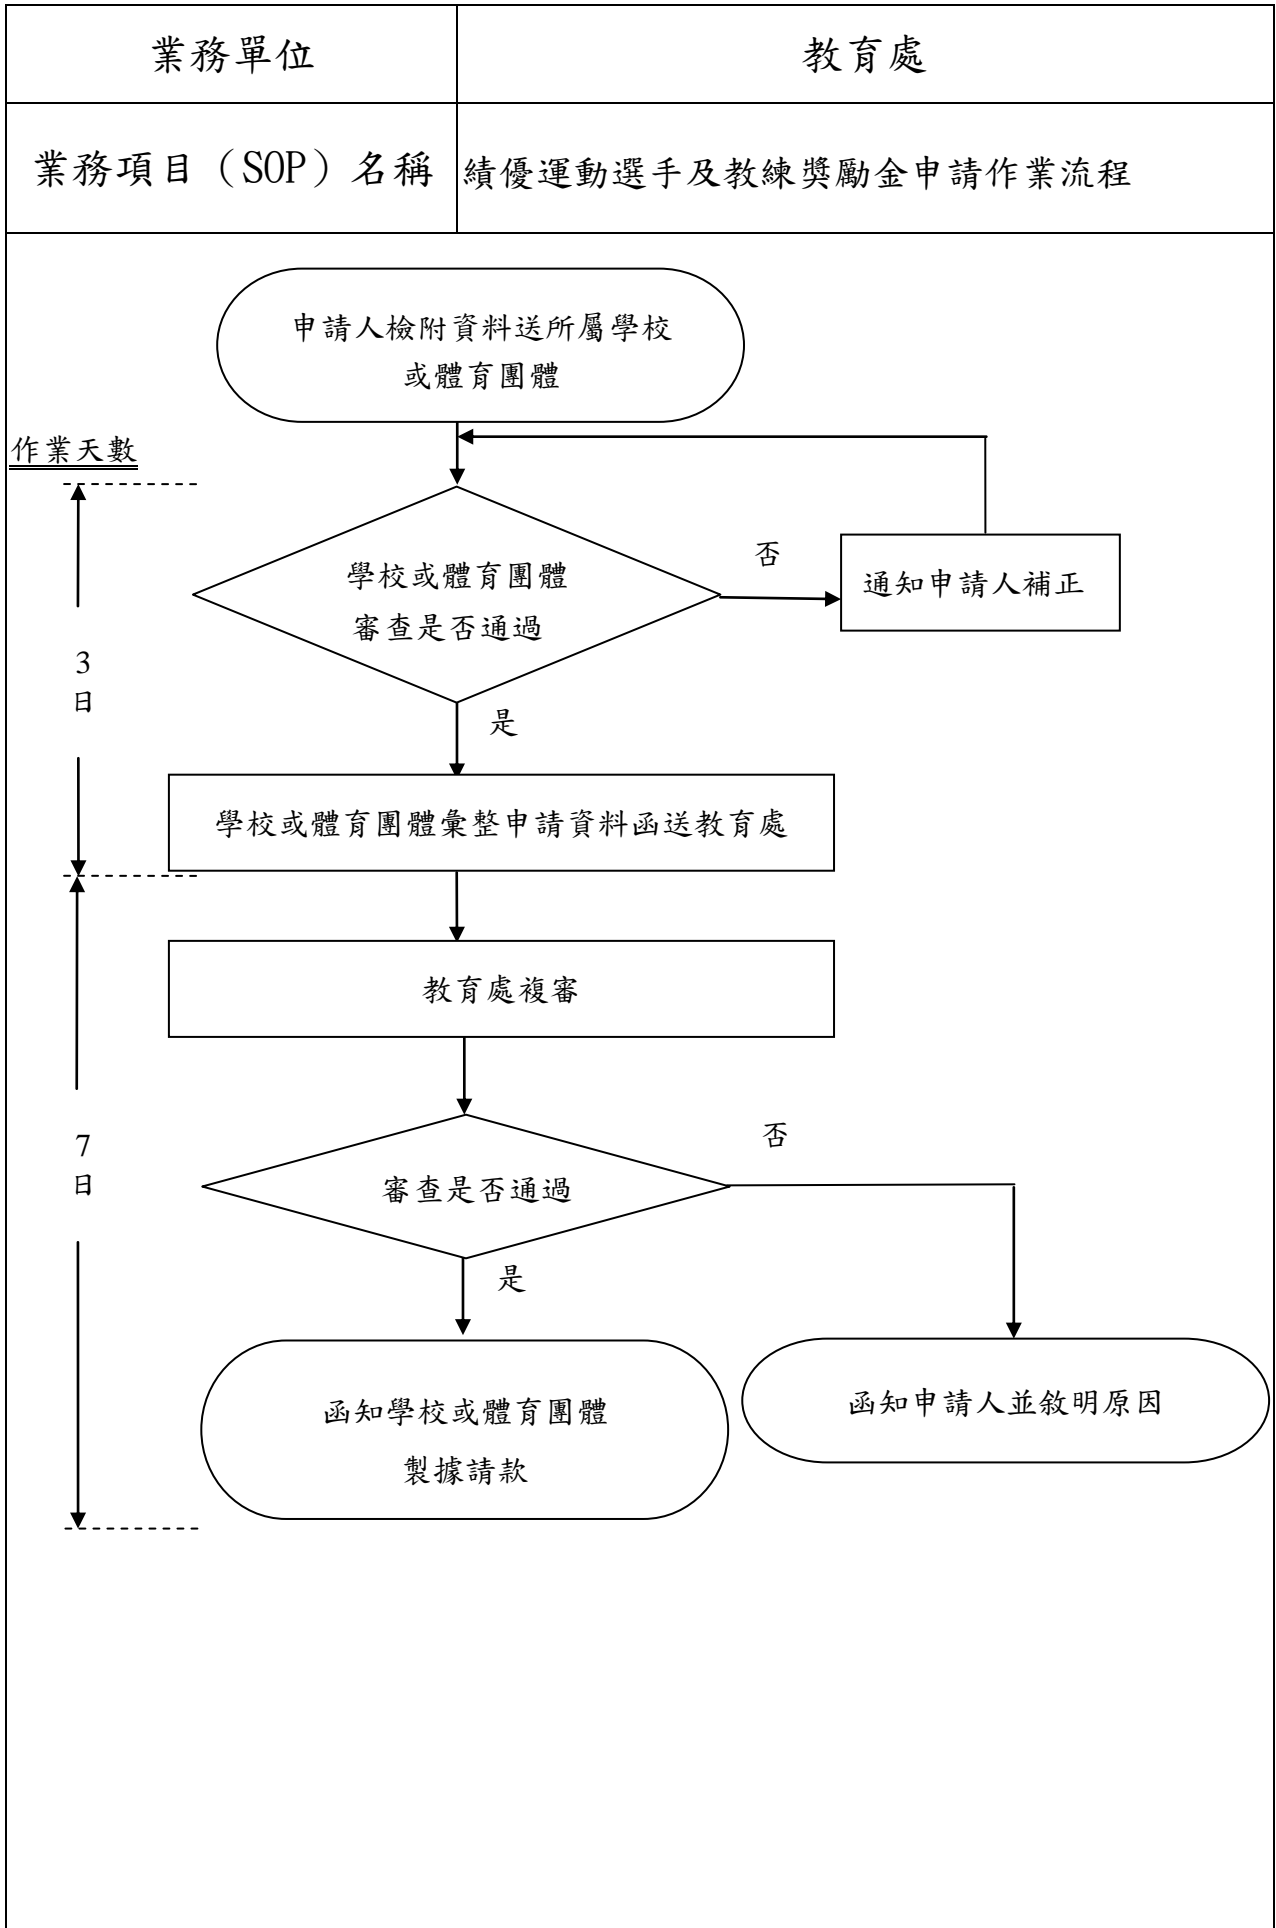 業務單位
教育處
業務項目（SOP）名稱
績優運動選手及教練獎勵金申請作業流程
申請人檢附資料送所屬學校
或體育團體
作業天數
學校或體育團體
審查是否通過
否
通知申請人補正
3
日
是
學校或體育團體彙整申請資料函送教育處
教育處複審
7
日
審查是否通過
否
是
函知學校或體育團體
製據請款
函知申請人並敘明原因